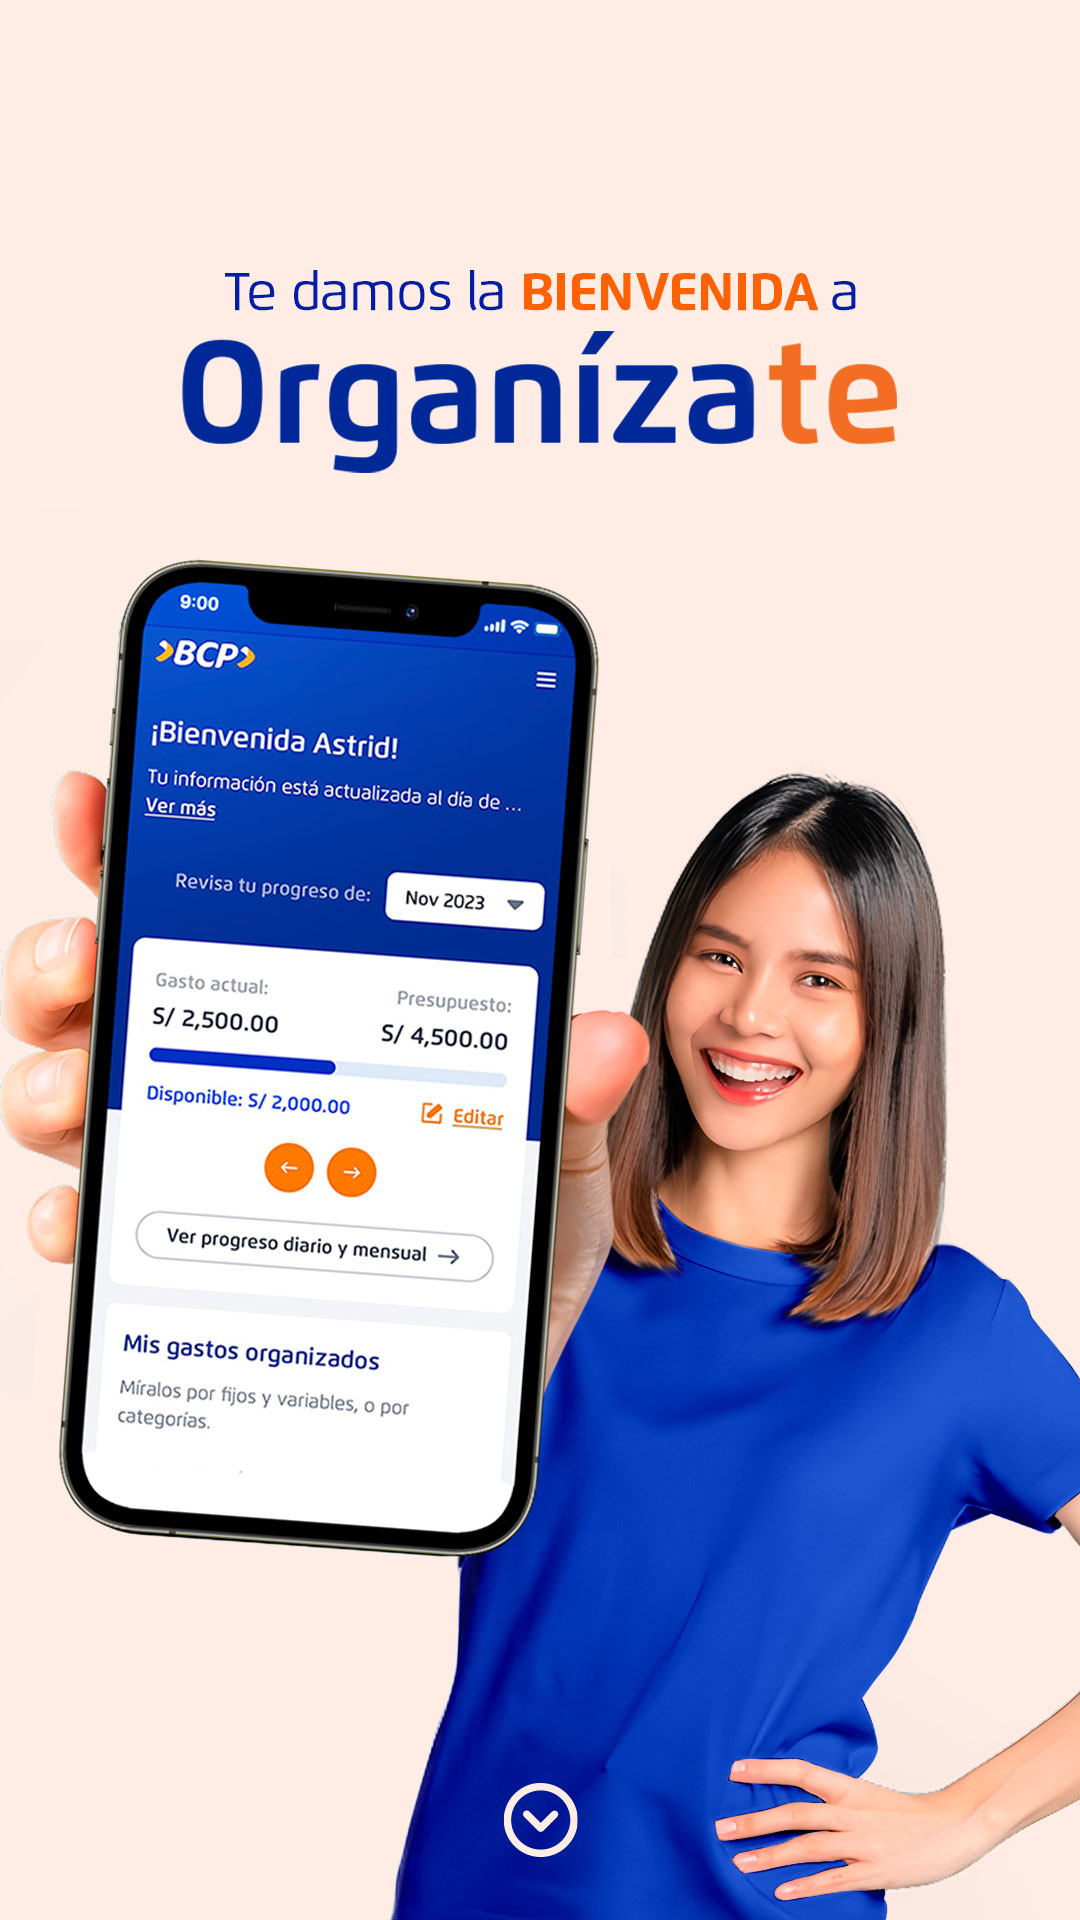 Te damos la BIENVENIDA a
Organízate
9:00
BCP
¡Bienvenida Astrid!
Tu información está actualizada al día de ...
Ver más
Revisa tu progreso de: Nov 2023
Gasto actual: Presupuesto:
S/ 2,500.00 S/ 4,500.00
Disponible: S/ 2,000.00 Editar
Ver progreso diario y mensual →
Mis gastos organizados
Míralos por fijos y variables, o por
categorías.